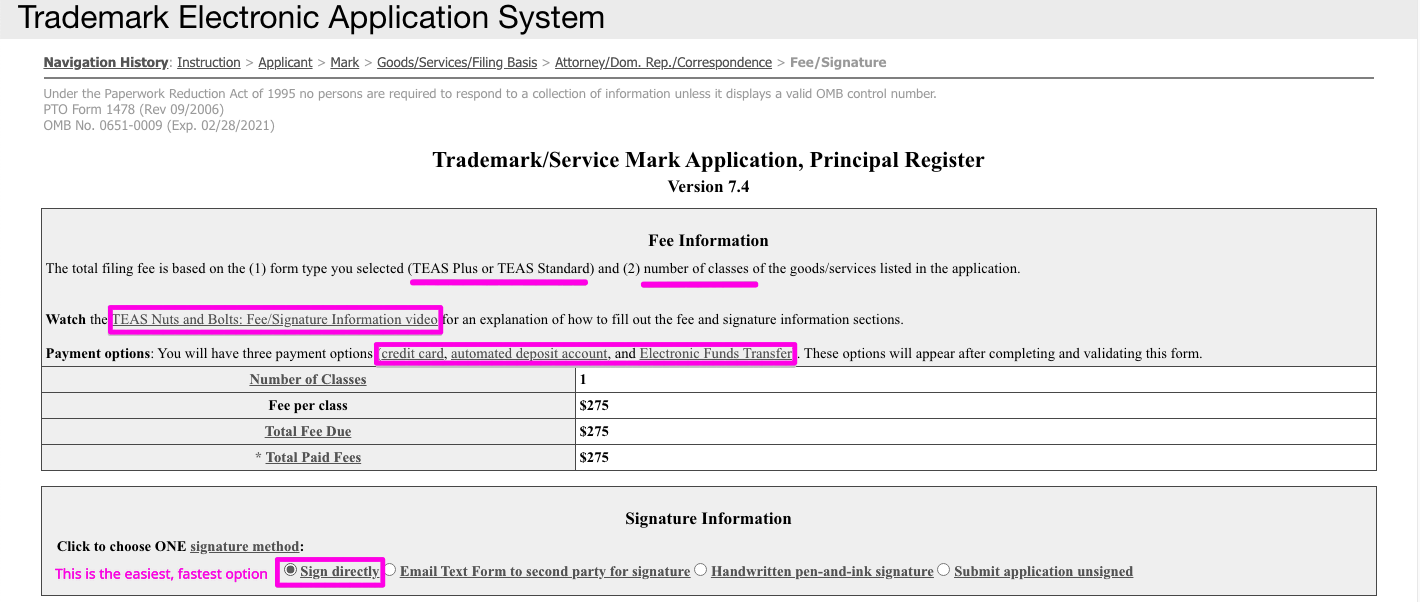 Trademark Electronic Application System
Navigation History: Instruction > Applicant > Mark > Goods/Services/Filing Basis > Attorney/Dom. Rep./Correspondence > Fee/Signature
Under the Paperwork Reduction Act of 1995 no persons are required to respond to a collection of information unless it displays a valid OMB control number.
PTO Form 1478 (Rev 09/2006)
OMB No. 0651-0009 (Exp. 02/28/2021)
Trademark/Service Mark Application, Principal Register
Version 7.4
Fee Information
The total filing fee is based on the (1) form type you selected (TEAS Plus or TEAS Standard) and (2) number of classes of the goods/services listed in the application.
Watch the TEAS Nuts and Bolts: Fee/Signature Information video for an explanation of how to fill out the fee and signature information sections.
Payment options: You will have three payment options credit card, automated deposit account, and Electronic Funds Transfer. These options will appear after completing and validating this form.
Number of Classes 1
Fee per class $275
Total Fee Due $275
* Total Paid Fees $275
Signature Information
Click to choose ONE signature method:
This is the easiest, fastest option Sign directly Email Text Form to second party for signature Handwritten pen-and-ink signature Submit application unsigned